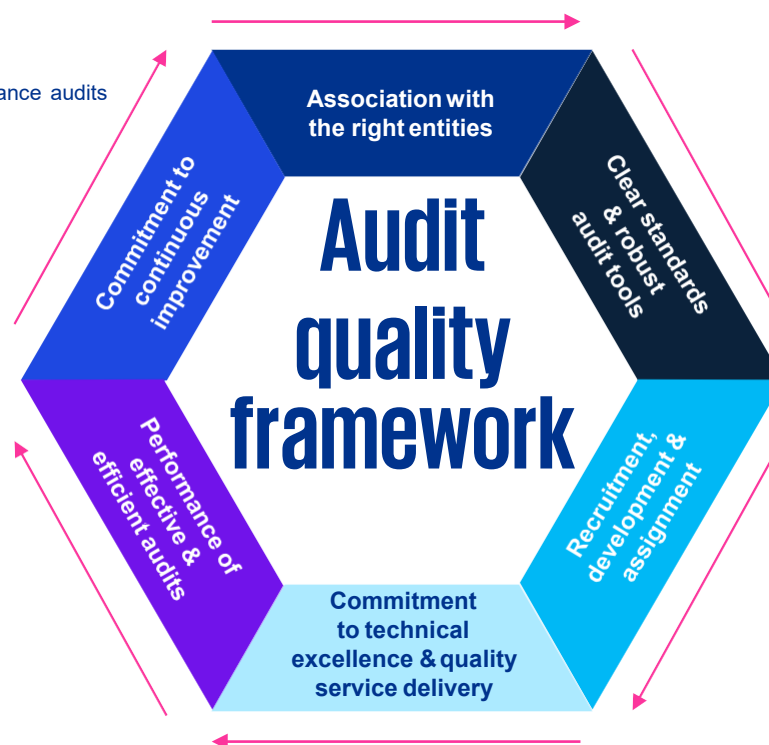 ance audits
Association with
the right entities
Clear standards
& robust
audit tools
Recruitment,
development &
assignment
Commitment
to technical
excellence & quality
service delivery
Performance of
effective &
efficient audits
Commitment to
continuous
improvement
Audit
quality
framework